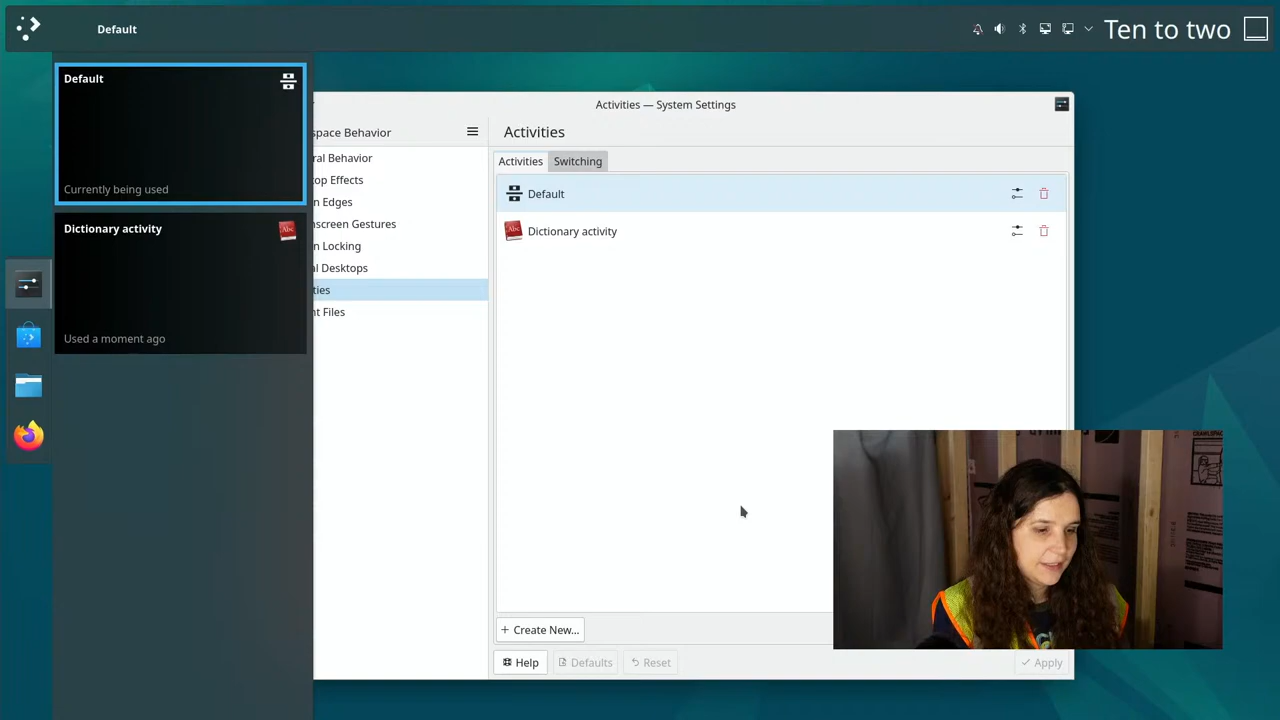 Default
Ten to two
Default
Currently being used
Dictionary activity
Used a moment ago
Activities — System Settings
space Behavior
ral Behavior
top Effects
n Edges
nscreen Gestures
n Locking
al Desktops
ties
nt Files
Activities
Activities
Switching
Default
Dictionary activity
Create New...
Help
Defaults
Reset
Apply
Abc
Abc